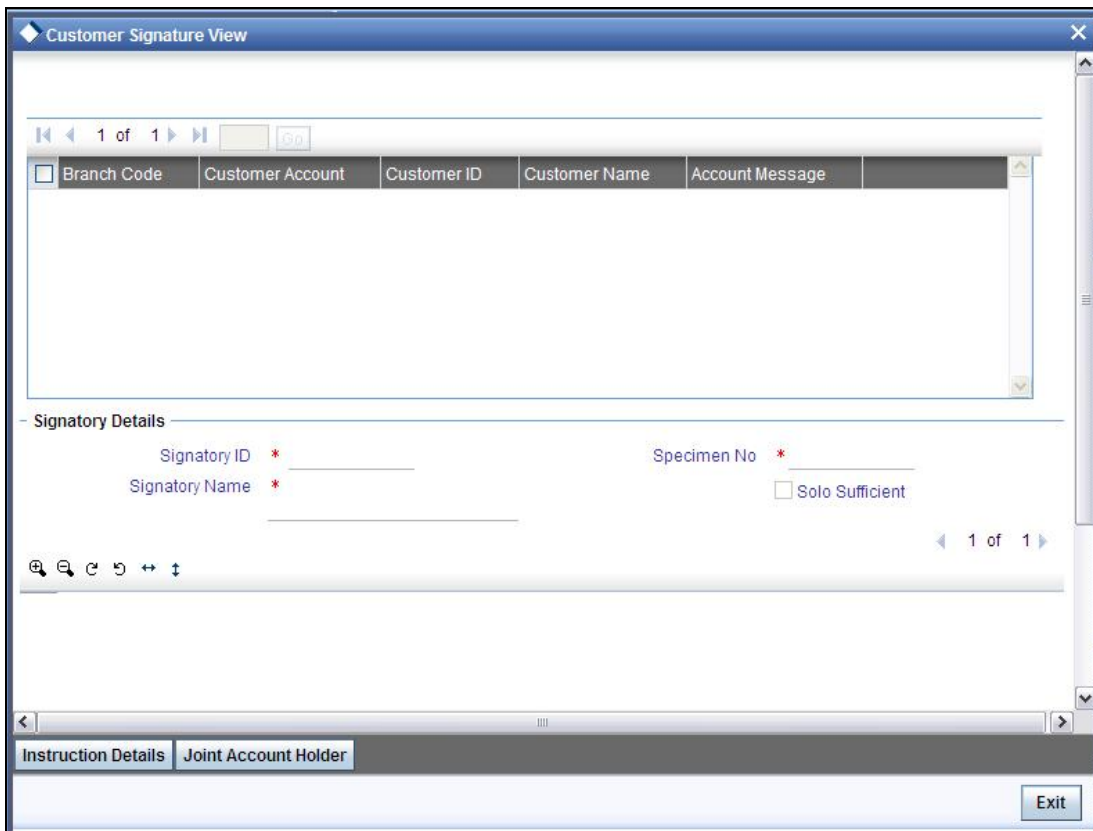 Customer Signature View
1 of 1 Go
Branch Code Customer Account Customer ID Customer Name Account Message
Signatory Details
Signatory ID * Specimen No *
Signatory Name * Solo Sufficient
1 of 1
Instruction Details Joint Account Holder
Exit